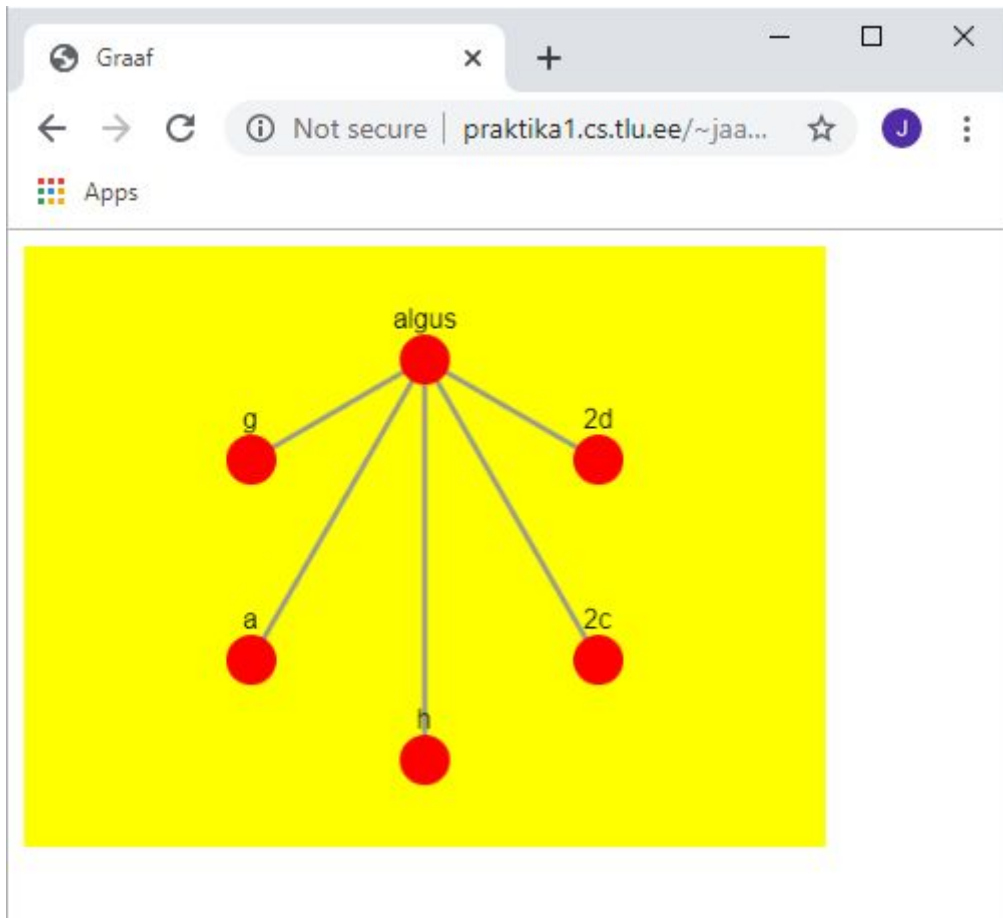 Graaf
Not secure praktika1.cs.tlu.ee/~jaa... J
Apps
algus
g 2d
a 2c
h